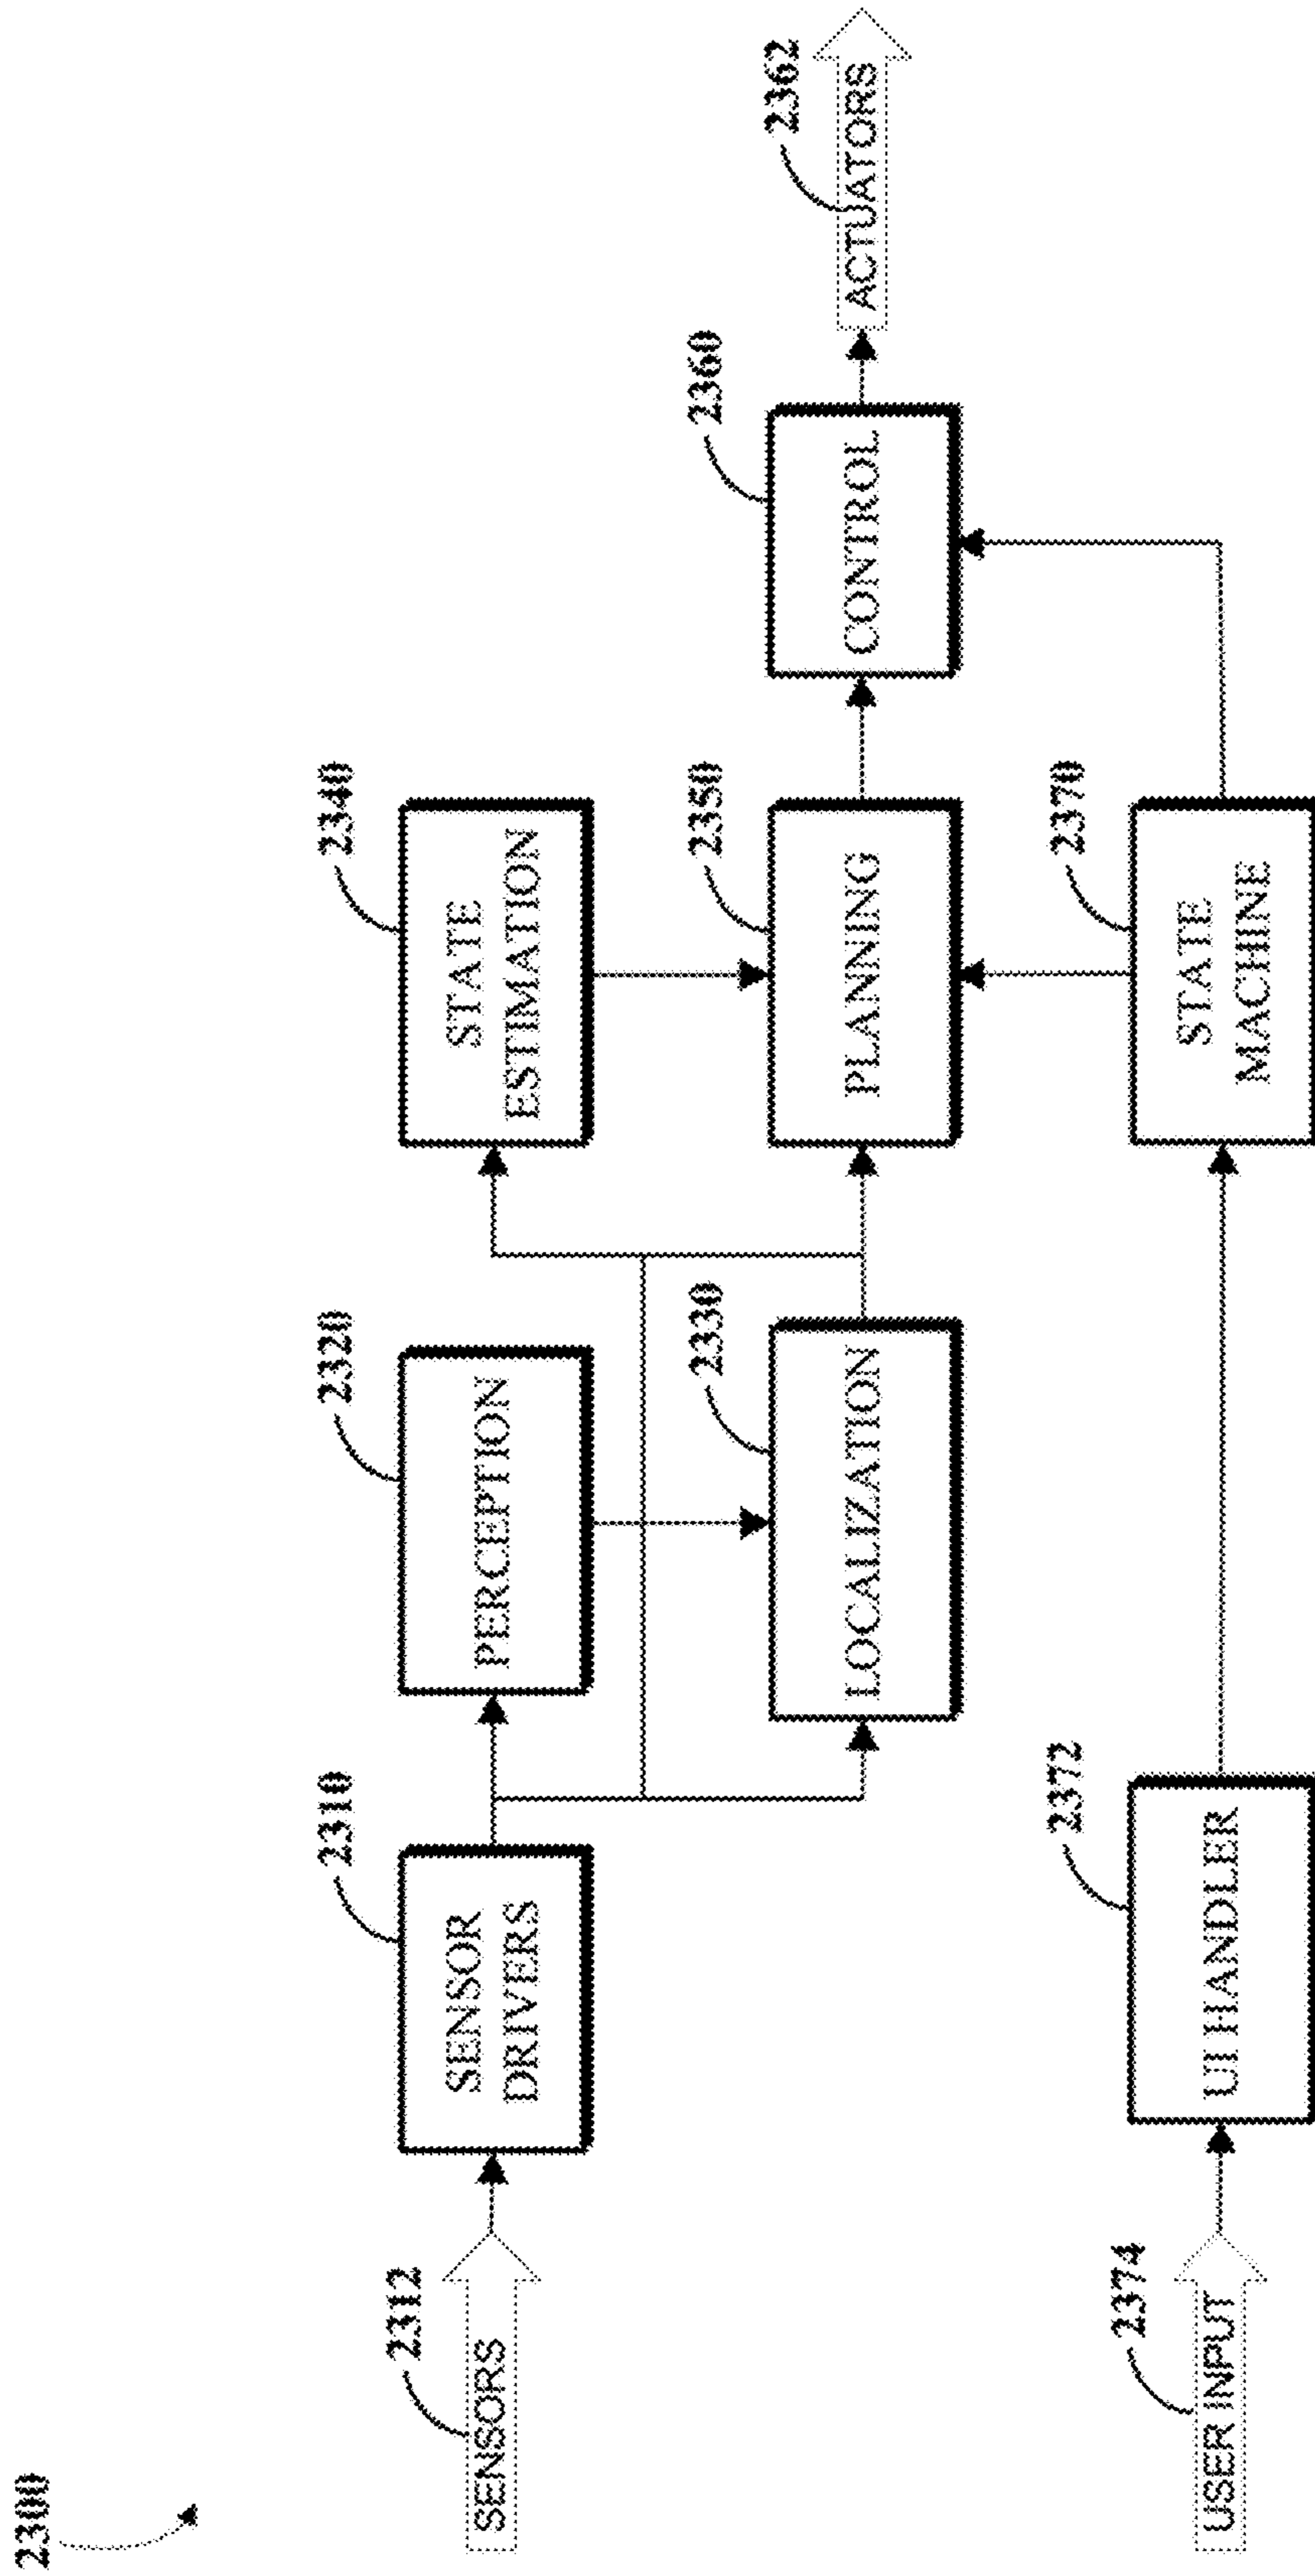 2300
2312
SENSORS
2310
SENSOR
DRIVERS
2320
PERCEPTION
2340
STATE
ESTIMATION
2330
LOCALIZATION
2350
PLANNING
2360
CONTROL
2362
ACTUATORS
2374
USER INPUT
2372
UI HANDLER
2370
STATE
MACHINE